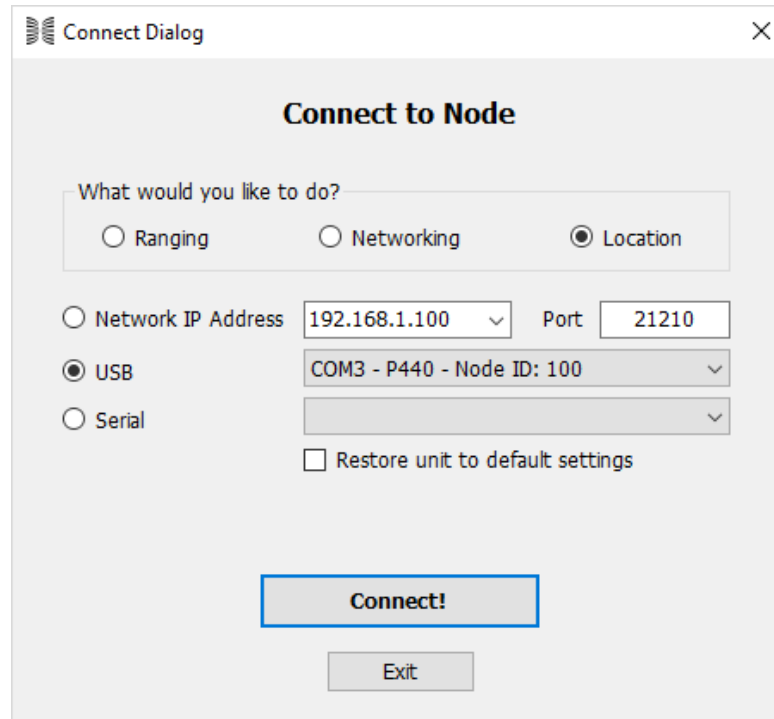 Connect Dialog
Connect to Node
What would you like to do?
Ranging Networking Location
Network IP Address 192.168.1.100 Port 21210
USB COM3 - P440 - Node ID: 100
Serial
Restore unit to default settings
Connect!
Exit